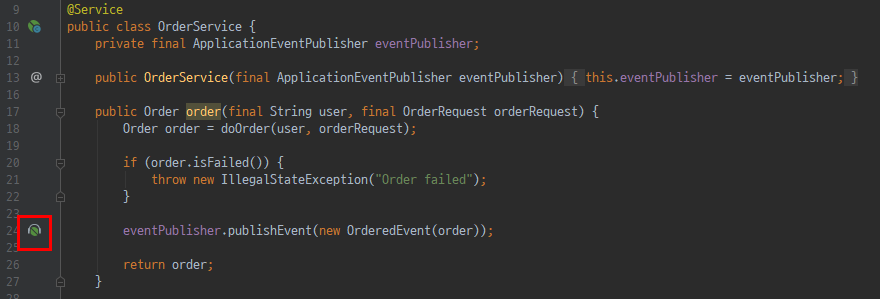 9 @Service
10 public class OrderService {
11 private final ApplicationEventPublisher eventPublisher;
12
13 @ public OrderService(final ApplicationEventPublisher eventPublisher) { this.eventPublisher = eventPublisher; }
16
17 public Order order(final String user, final OrderRequest orderRequest) {
18 Order order = doOrder(user, orderRequest);
19
20 if (order.isFailed()) {
21 throw new IllegalStateException("Order failed");
22 }
23
24 eventPublisher.publishEvent(new OrderedEvent(order));
25
26 return order;
27 }
28